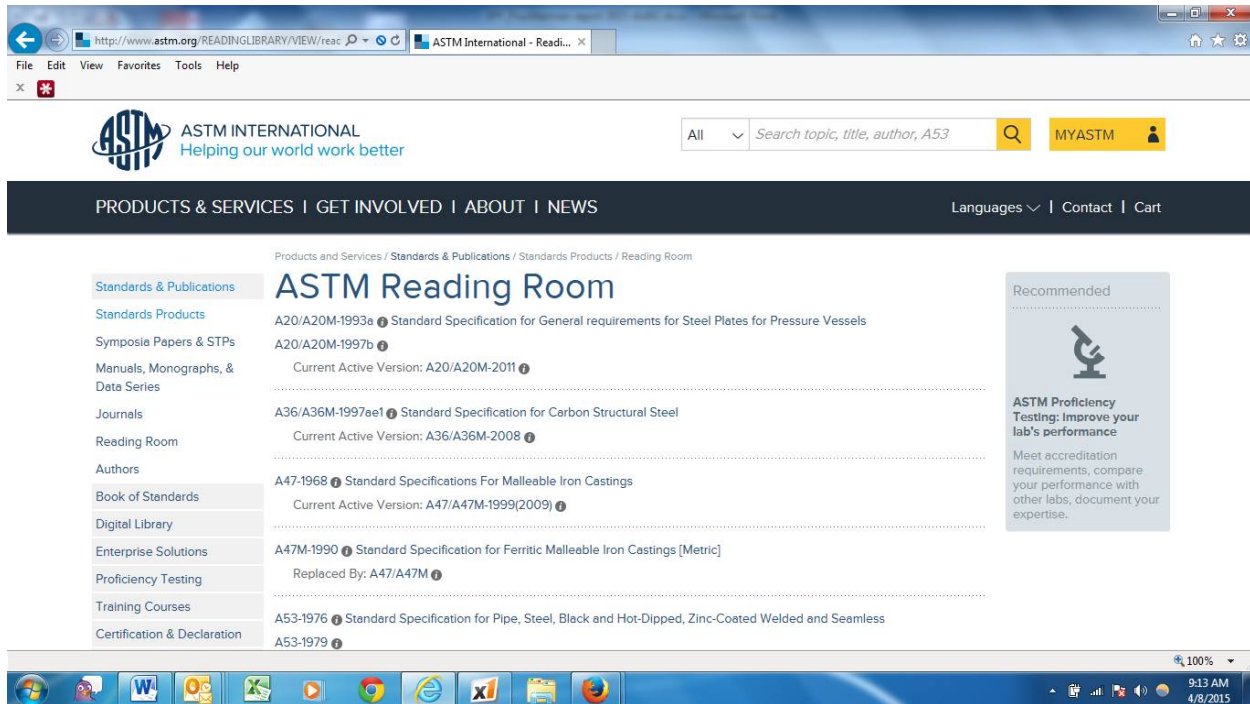 http://www.astm.org/READINGLIBRARY/VIEW/reac
ASTM International - Readi...
File Edit View Favorites Tools Help
ASTM
ASTM INTERNATIONAL
Helping our world work better
All
Search topic, title, author, A53
MYASTM
PRODUCTS & SERVICES | GET INVOLVED | ABOUT | NEWS
Languages | Contact | Cart
Products and Services / Standards & Publications / Standards Products / Reading Room
Standards & Publications
Standards Products
Symposia Papers & STPs
Manuals, Monographs, &
Data Series
Journals
Reading Room
Authors
Book of Standards
Digital Library
Enterprise Solutions
Proficiency Testing
Training Courses
Certification & Declaration
ASTM Reading Room
A20/A20M-1993a Standard Specification for General requirements for Steel Plates for Pressure Vessels
A20/A20M-1997b
Current Active Version: A20/A20M-2011
A36/A36M-1997ae1 Standard Specification for Carbon Structural Steel
Current Active Version: A36/A36M-2008
A47-1968 Standard Specifications For Malleable Iron Castings
Current Active Version: A47/A47M-1999(2009)
A47M-1990 Standard Specification for Ferritic Malleable Iron Castings [Metric]
Replaced By: A47/A47M
A53-1976 Standard Specification for Pipe, Steel, Black and Hot-Dipped, Zinc-Coated Welded and Seamless
A53-1979
Recommended
ASTM Proficiency
Testing: Improve your
lab's performance
Meet accreditation
requirements, compare
your performance with
other labs, document your
expertise.
100%
9:13 AM
4/8/2015